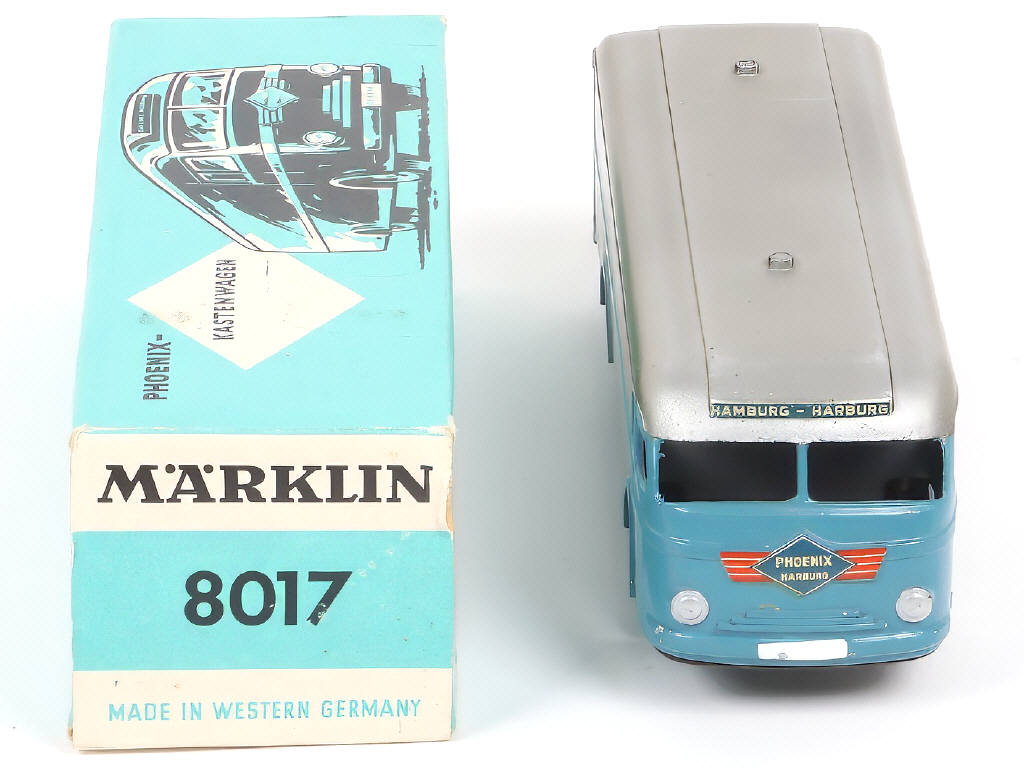 PHOENIX-
KASTENWAGEN
MÄRKLIN
8017
MADE IN WESTERN GERMANY
HAMBURG - HARBURG
PHOENIX
HARBURG